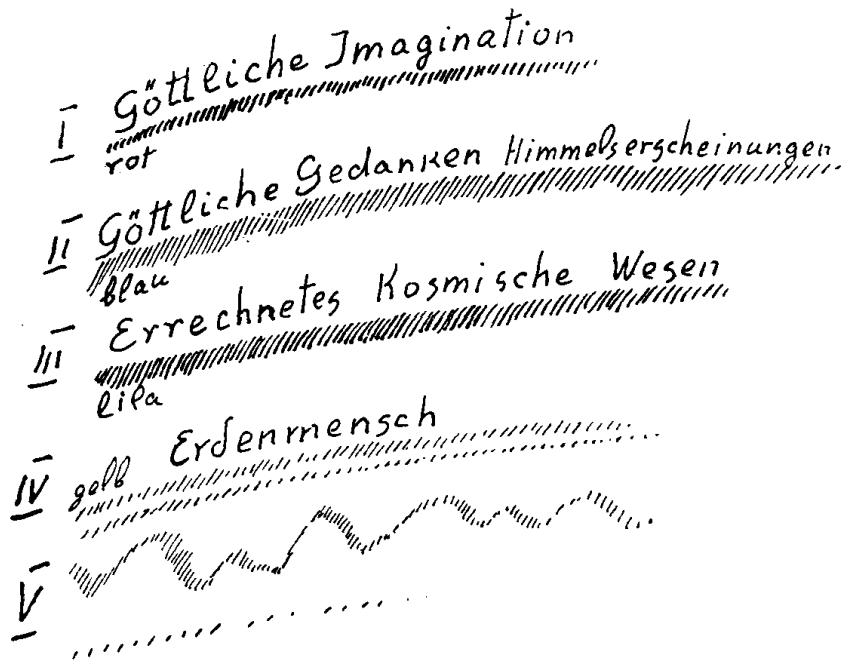 I Göttliche Imagination
rot
II Göttliche Gedanken Himmelserscheinungen
blau
III Errechnetes Kosmische Wesen
lila
IV gelb Erdenmensch
V